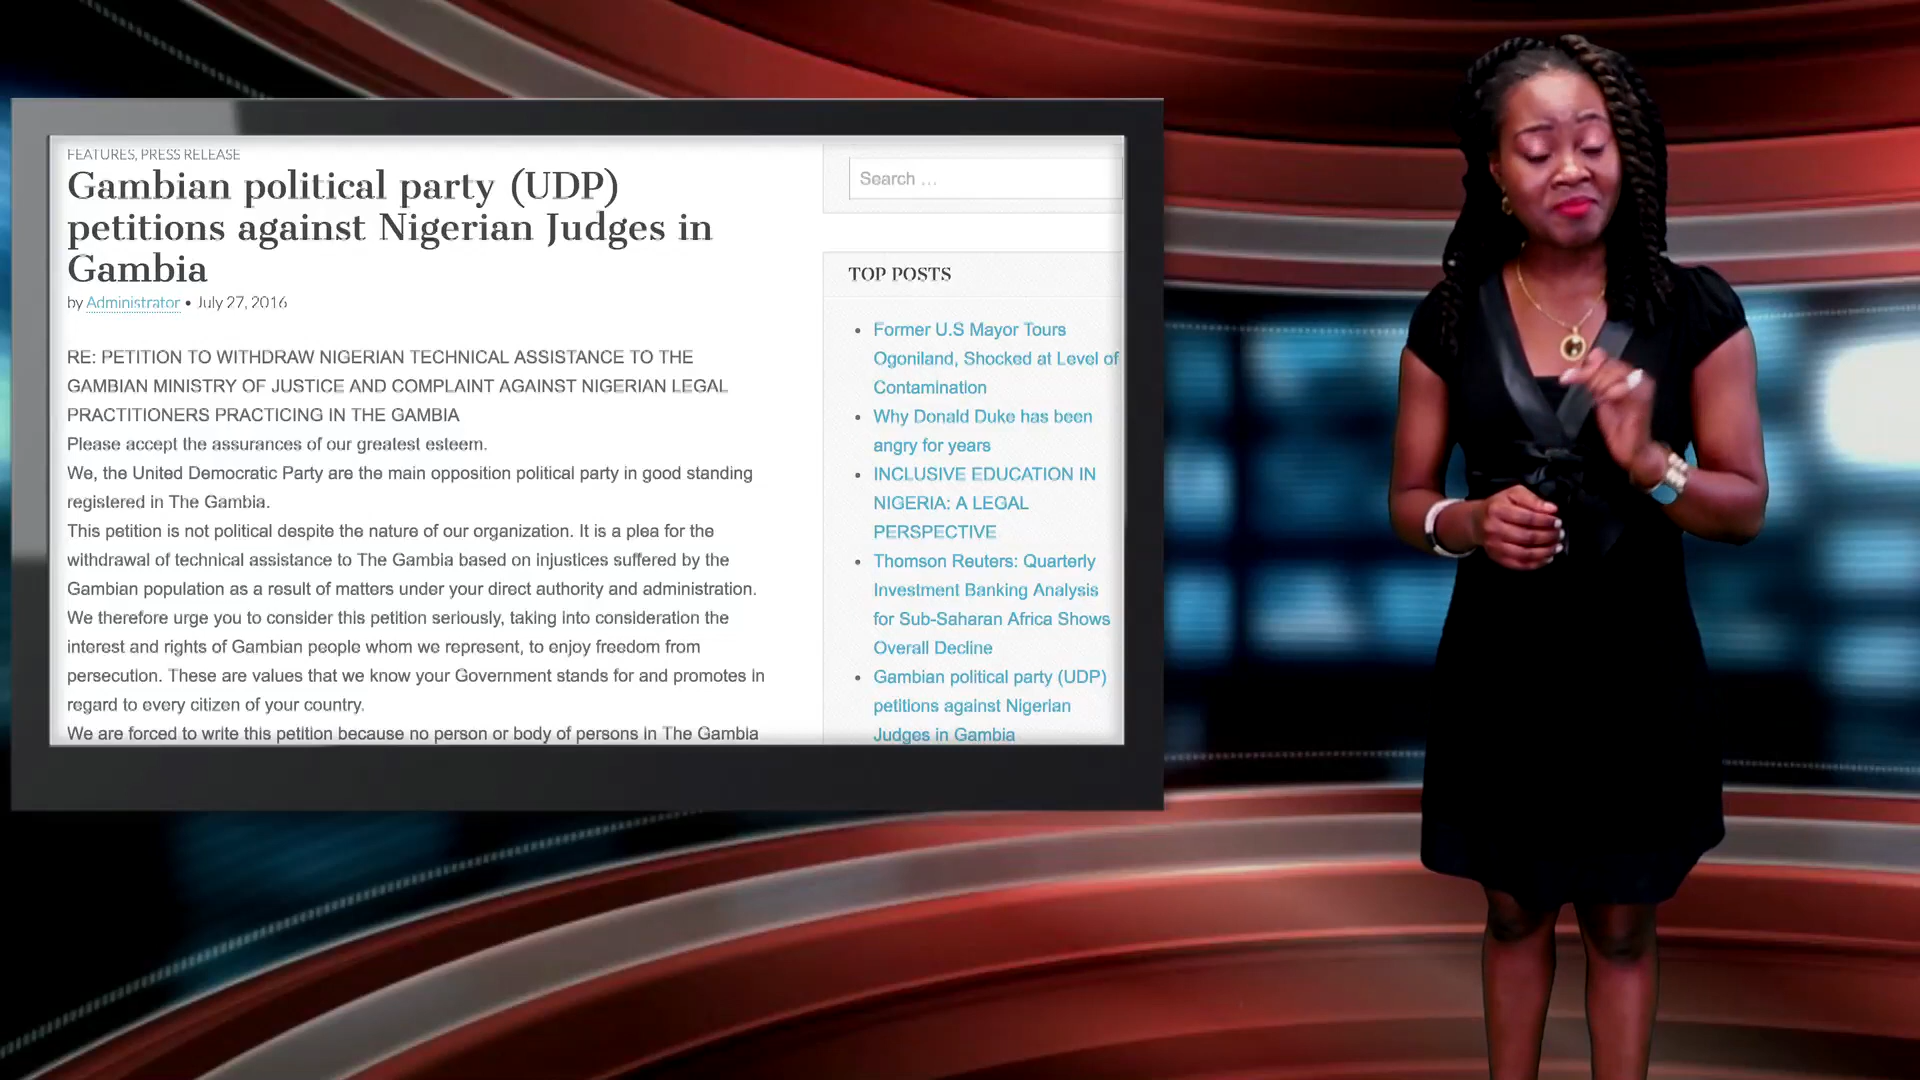 FEATURES, PRESS RELEASE
Gambian political party (UDP)
petitions against Nigerian Judges in
Gambia
by Administrator • July 27, 2016
RE: PETITION TO WITHDRAW NIGERIAN TECHNICAL ASSISTANCE TO THE
GAMBIAN MINISTRY OF JUSTICE AND COMPLAINT AGAINST NIGERIAN LEGAL
PRACTITIONERS PRACTICING IN THE GAMBIA
Please accept the assurances of our greatest esteem.
We, the United Democratic Party are the main opposition political party in good standing
registered in The Gambia.
This petition is not political despite the nature of our organization. It is a plea for the
withdrawal of technical assistance to The Gambia based on injustices suffered by the
Gambian population as a result of matters under your direct authority and administration.
We therefore urge you to consider this petition seriously, taking into consideration the
interest and rights of Gambian people whom we represent, to enjoy freedom from
persecution. These are values that we know your Government stands for and promotes in
regard to every citizen of your country.
We are forced to write this petition because no person or body of persons in The Gambia
Search ...
TOP POSTS
• Former U.S Mayor Tours
Ogoniland, Shocked at Level of
Contamination
• Why Donald Duke has been
angry for years
• INCLUSIVE EDUCATION IN
NIGERIA: A LEGAL
PERSPECTIVE
• Thomson Reuters: Quarterly
Investment Banking Analysis
for Sub-Saharan Africa Shows
Overall Decline
• Gambian political party (UDP)
petitions against Nigerian
Judges in Gambia